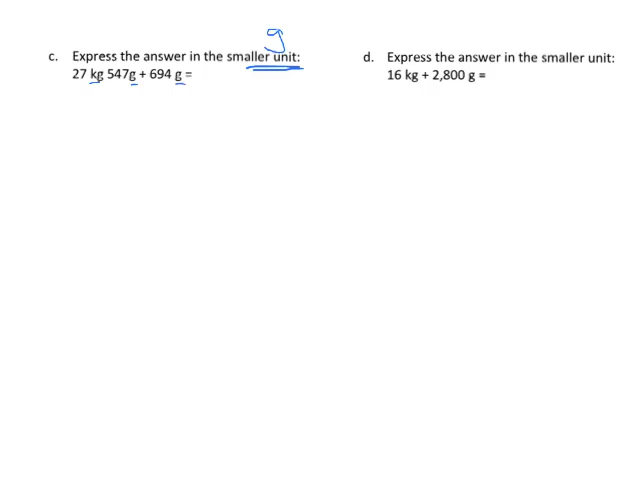 g
c. Express the answer in the smaller unit:
27 kg 547g + 694 g =
d. Express the answer in the smaller unit:
16 kg + 2,800 g =